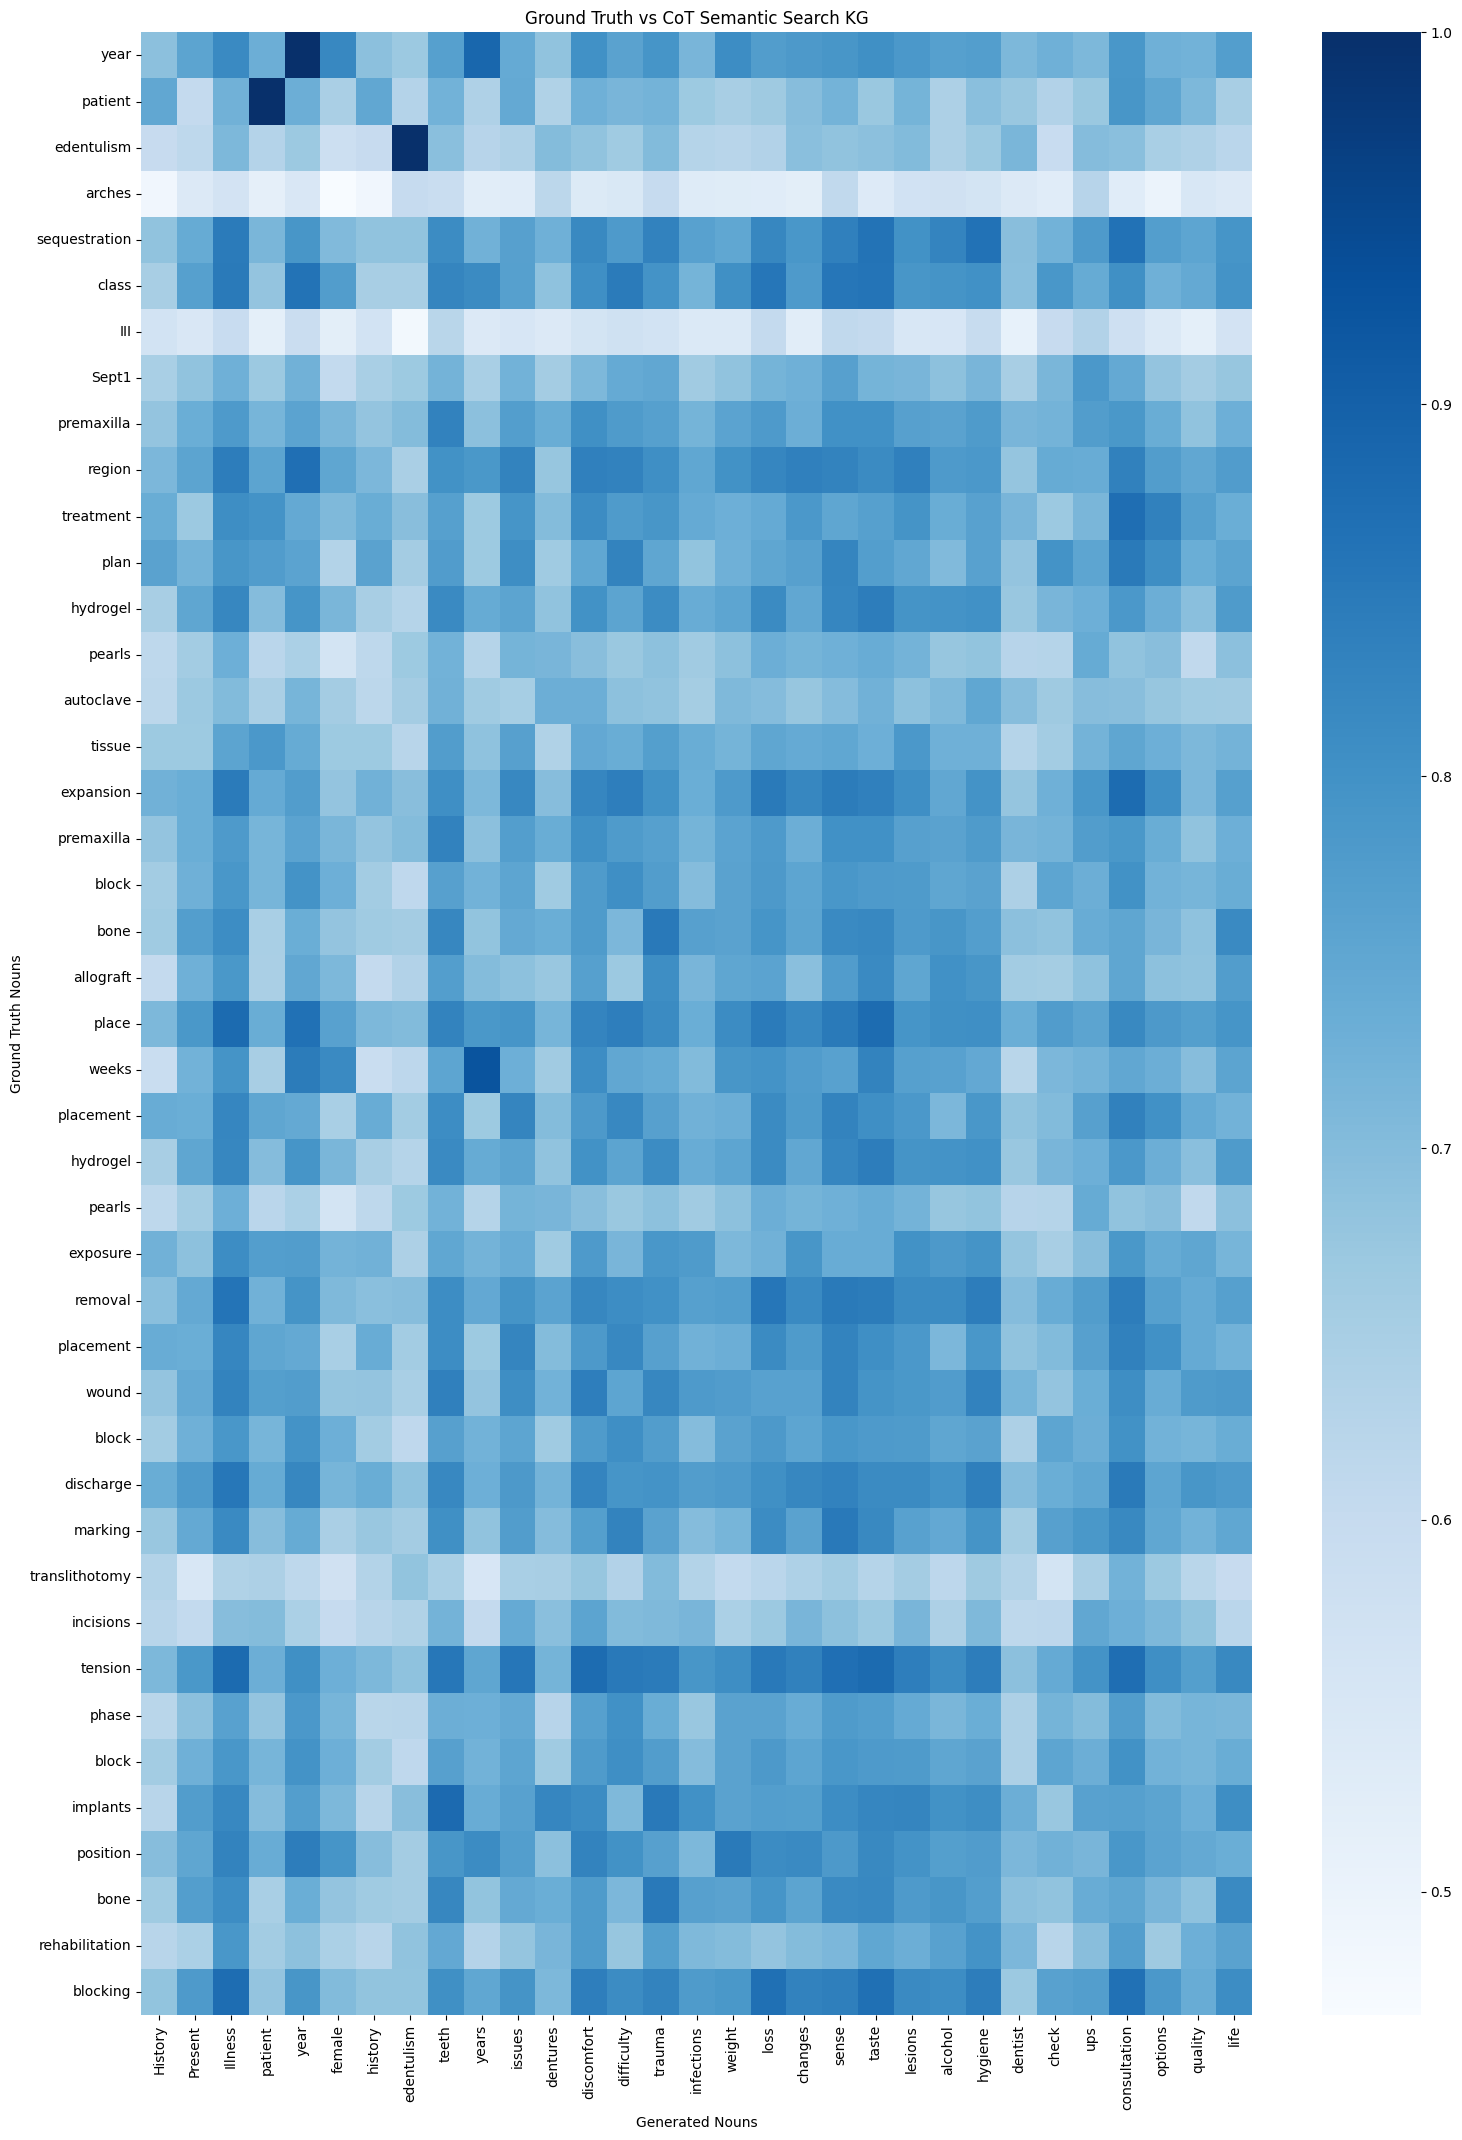 Ground Truth vs CoT Semantic Search KG
Ground Truth Nouns
year
patient
edentulism
arches
sequestration
class
III
Sept1
premaxilla
region
treatment
plan
hydrogel
pearls
autoclave
tissue
expansion
premaxilla
block
bone
allograft
place
weeks
placement
hydrogel
pearls
exposure
removal
placement
wound
block
discharge
marking
translithotomy
incisions
tension
phase
block
implants
position
bone
rehabilitation
blocking
History
Present
Illness
patient
year
female
history
edentulism
teeth
years
issues
dentures
discomfort
difficulty
trauma
infections
weight
loss
changes
sense
taste
lesions
alcohol
hygiene
dentist
check
ups
consultation
options
quality
life
Generated Nouns
1.0
0.9
0.8
0.7
0.6
0.5